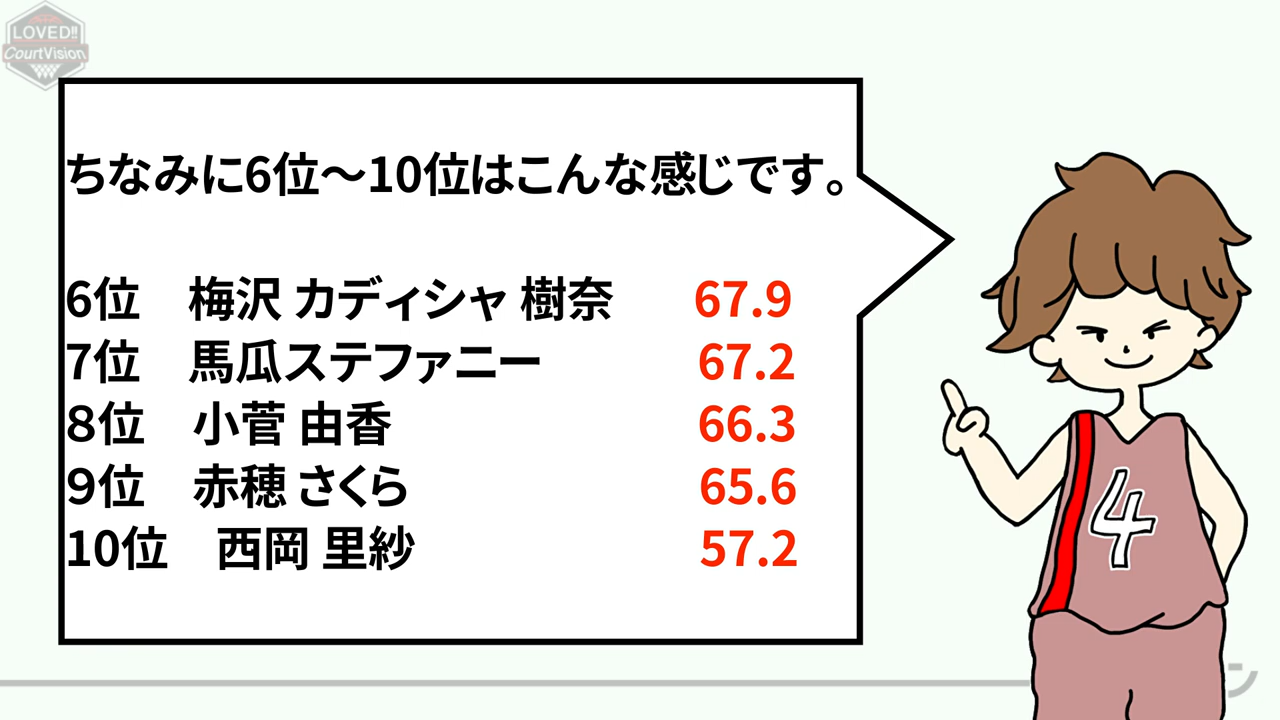 LOVED!!
CourtVision
ちなみに6位～10位はこんな感じです。
6位 梅沢 カディシャ 樹奈 67.9
7位 馬瓜ステファニー 67.2
８位 小菅 由香 66.3
９位 赤穂 さくら 65.6
10位 西岡 里紗 57.2
4
ン